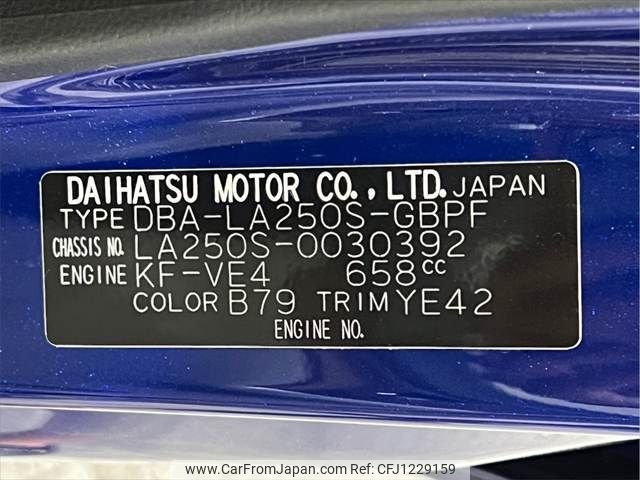 DAIHATSU MOTOR CO., LTD. JAPAN
TYPE DBA-LA250S-GBPF
CHASSIS NO. LA250S-0030392
ENGINE KF-VE4 658cc
COLOR B79 TRIM YE42
ENGINE NO.
www.CarFromJapan.com CFJ1229159